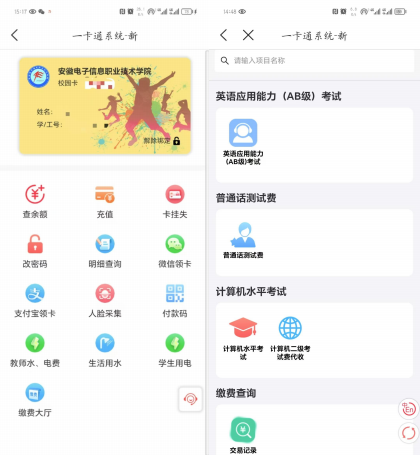 15:17
一卡通系统-新
安徽电子信息职业技术学院
校园卡
姓名:
学/工号:
解除绑定
查余额
充值
卡挂失
改密码
明细查询
微信领卡
支付宝领卡
人脸采集
付款码
教师水、电费
生活用水
学生用电
缴费大厅
14:48
一卡通系统-新
请输入项目名称
英语应用能力（AB级）考试
英语应用能力
(AB级)考试
普通话测试费
普通话测试费
计算机水平考试
计算机水平考
试
计算机二级考
试费代收
缴费查询
交易记录
中En